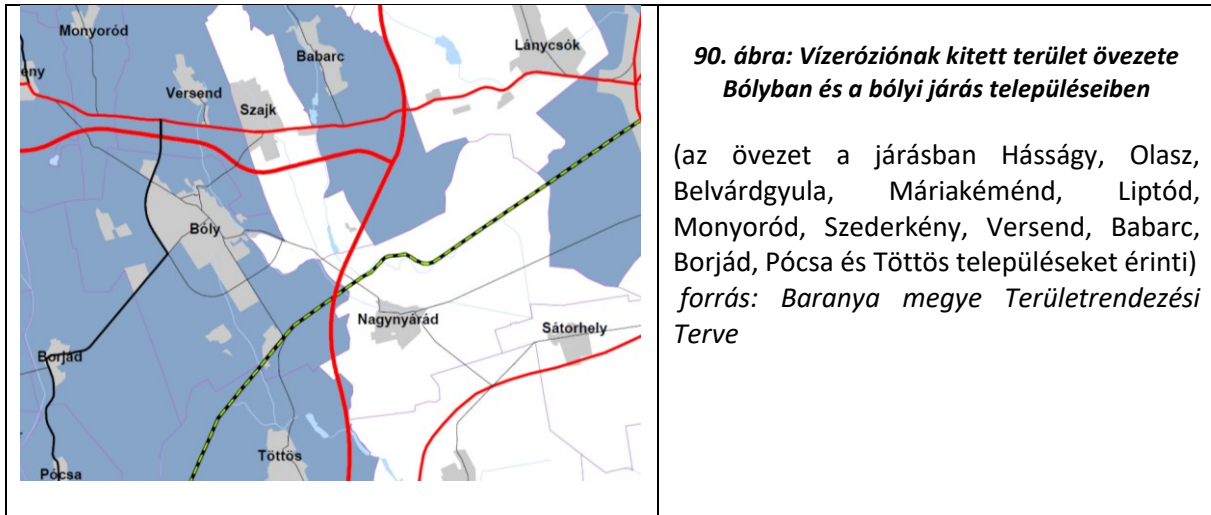 Monyoród
Babarc
Lánycsók
ény
Versend
Szajk
Bóly
Nagynyárád
Sátorhely
Borjád
Töttös
Pócsa
90. ábra: Vízeróziónak kitett terület övezete
Bólyban és a bólyi járás településeiben
(az övezet a járásban Hásságy, Olasz,
Belvárdgyula, Máriakéménd, Liptód,
Monyoród, Szederkény, Versend, Babarc,
Borjád, Pócsa és Töttös településeket érinti)
forrás: Baranya megye Területrendezési
Terve